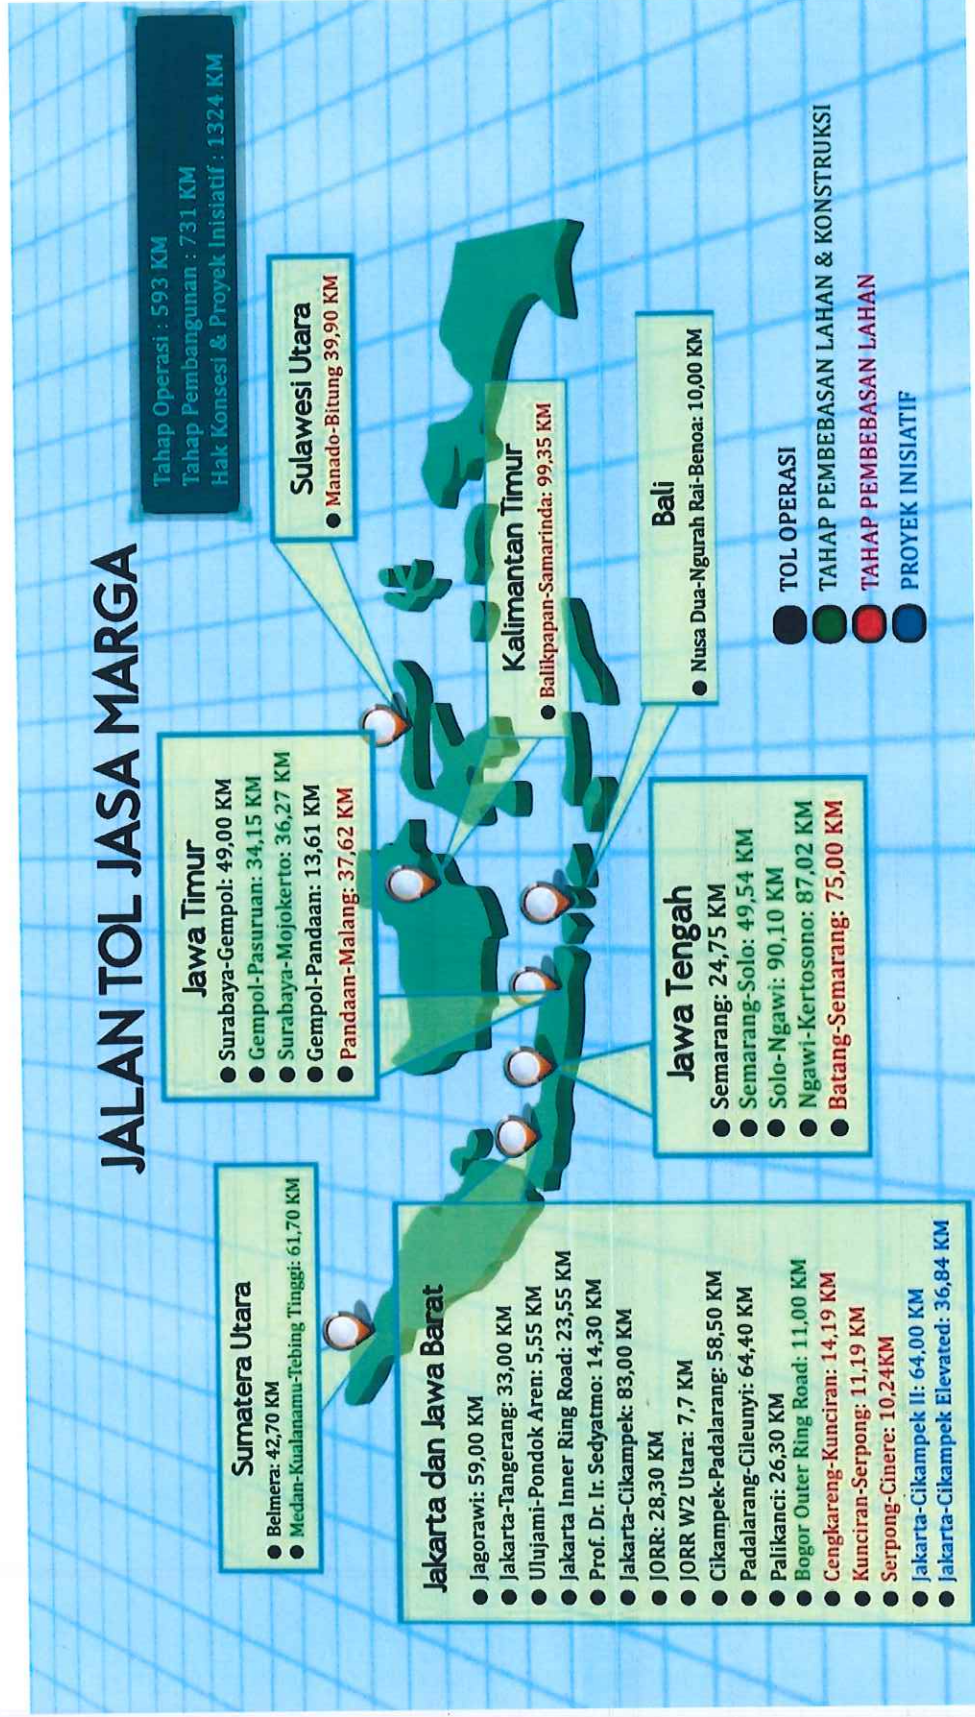 JALAN TOL JASA MARGA
Tahap Operasi : 593 KM
Tahap Pembangunan : 731 KM
Hak Konsesi & Proyek Inisiatif : 1324 KM
Sumatera Utara
● Belmera: 42,70 KM
● Medan-Kualanamu-Tebing Tinggi: 61,70 KM
Jawa Timur
● Surabaya-Gempol: 49,00 KM
● Gempol-Pasuruan: 34,15 KM
● Surabaya-Mojokerto: 36,27 KM
● Gempol-Pandaan: 13,61 KM
● Pandaan-Malang: 37,62 KM
Sulawesi Utara
● Manado-Bitung 39,90 KM
Jakarta dan Jawa Barat
● Jagorawi: 59,00 KM
● Jakarta-Tangerang: 33,00 KM
● Ulujami-Pondok Aren: 5,55 KM
● Jakarta Inner Ring Road: 23,55 KM
● Prof. Dr. Ir. Sedyatmo: 14,30 KM
● Jakarta-Cikampek: 83,00 KM
● JORR: 28,30 KM
● JORR W2 Utara: 7,7 KM
● Cikampek-Padalarang: 58,50 KM
● Padalarang-Cileunyi: 64,40 KM
● Palikanci: 26,30 KM
● Bogor Outer Ring Road: 11,00 KM
● Cengkareng-Kunciran: 14,19 KM
● Kunciran-Serpong: 11,19 KM
● Serpong-Cinere: 10,24KM
● Jakarta-Cikampek II: 64,00 KM
● Jakarta-Cikampek Elevated: 36,84 KM
Jawa Tengah
● Semarang: 24,75 KM
● Semarang-Solo: 49,54 KM
● Solo-Ngawi: 90,10 KM
● Ngawi-Kertosono: 87,02 KM
● Batang-Semarang: 75,00 KM
Kalimantan Timur
● Balikpapan-Samarinda: 99,35 KM
Bali
● Nusa Dua-Ngurah Rai-Benoa: 10,00 KM
TOL OPERASI
TAHAP PEMBEBASAN LAHAN & KONSTRUKSI
TAHAP PEMBEBASAN LAHAN
PROYEK INISIATIF